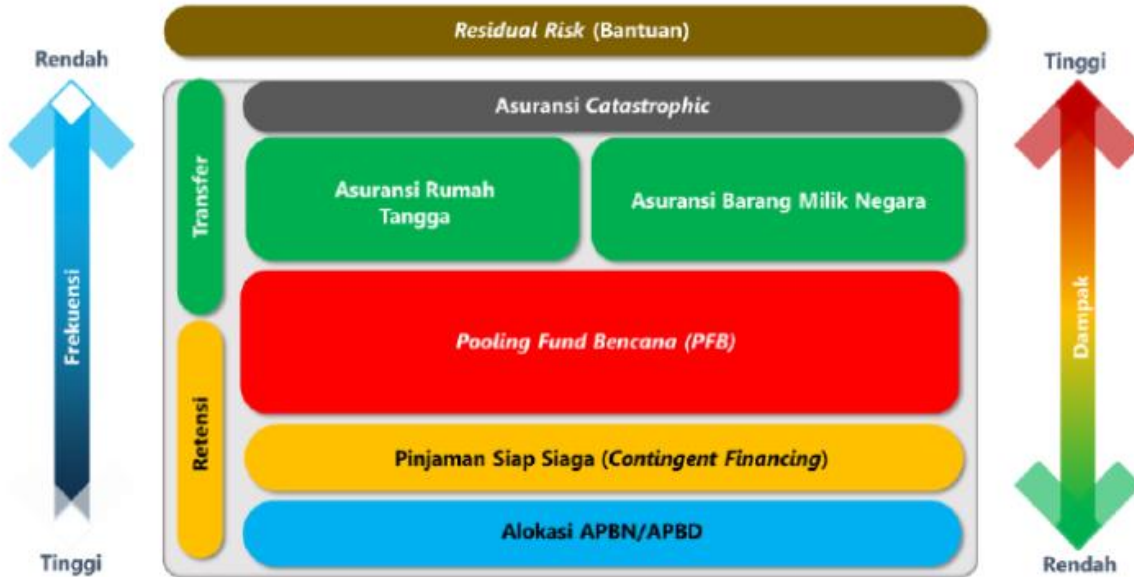 Residual Risk (Bantuan)
Rendah
Tinggi
Asuransi Catastrophic
Transfer
Asuransi Rumah
Tangga
Asuransi Barang Milik Negara
Frekuensi
Dampak
Pooling Fund Bencana (PFB)
Retensi
Pinjaman Siap Siaga (Contingent Financing)
Alokasi APBN/APBD
Tinggi
Rendah